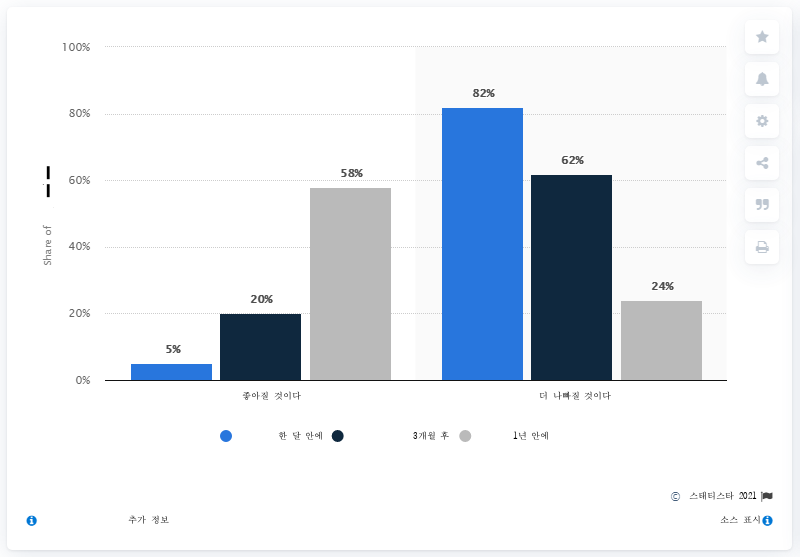 100%
80%
60%
40%
20%
0%
Share of
5%
20%
58%
82%
62%
24%
좋아질 것이다
더 나빠질 것이다
한 달 안에
3개월 후
1년 안에
© 스태티스타 2021
추가 정보
소스 표시